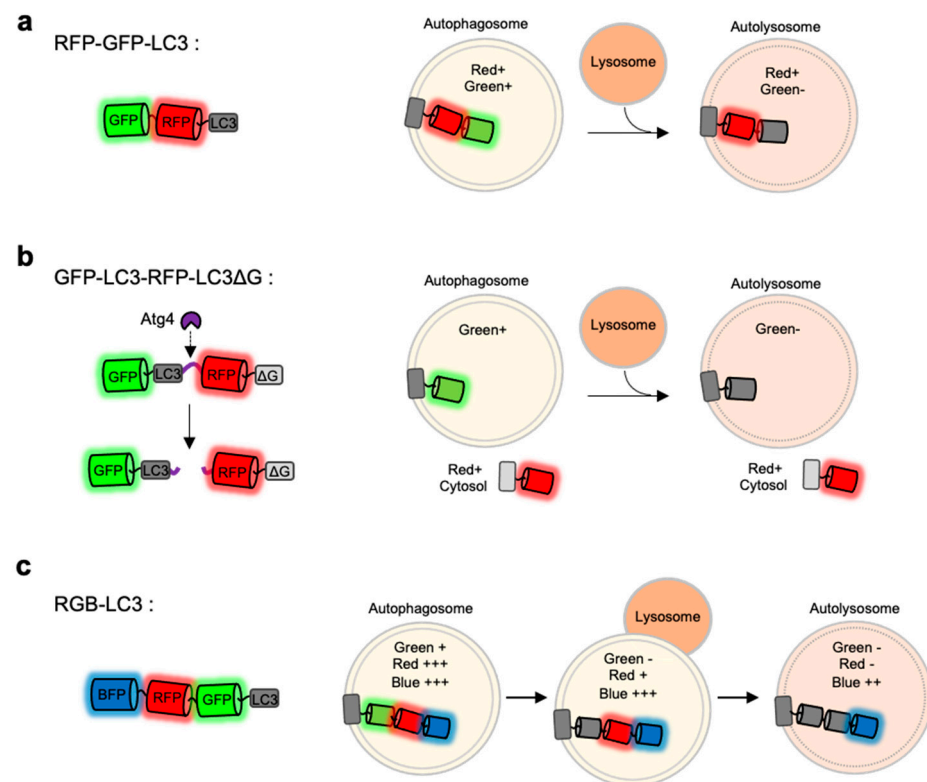 a
RFP-GFP-LC3 :
GFP
RFP
LC3
Autophagosome
Red+
Green+
Lysosome
Autolysosome
Red+
Green-
b
GFP-LC3-RFP-LC3ΔG :
Atg4
GFP
LC3
RFP
ΔG
GFP
LC3
RFP
ΔG
Autophagosome
Green+
Lysosome
Autolysosome
Green-
Red+
Cytosol
Red+
Cytosol
c
RGB-LC3 :
BFP
RFP
GFP
LC3
Autophagosome
Green +
Red +++
Blue +++
Lysosome
Green -
Red +
Blue +++
Autolysosome
Green -
Red -
Blue ++